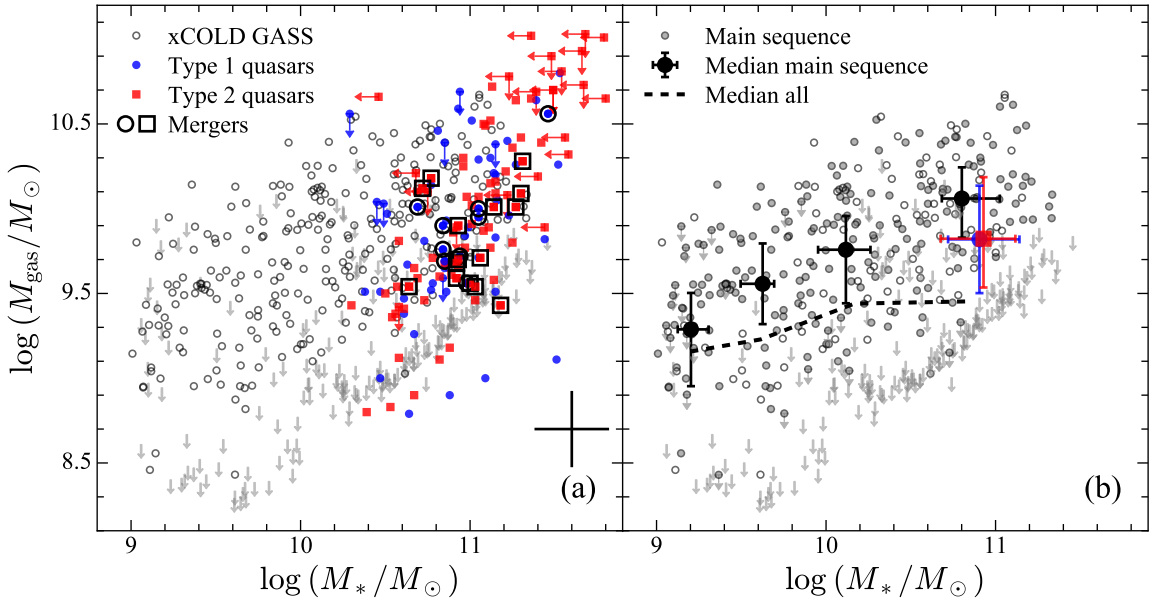 xCOLD GASS
Type 1 quasars
Type 2 quasars
Mergers
(a)
Main sequence
Median main sequence
Median all
(b)
10.5
9.5
8.5
log (M_gas/M_⊙)
9 10 11
log (M_*/M_⊙)
9 10 11
log (M_*/M_⊙)